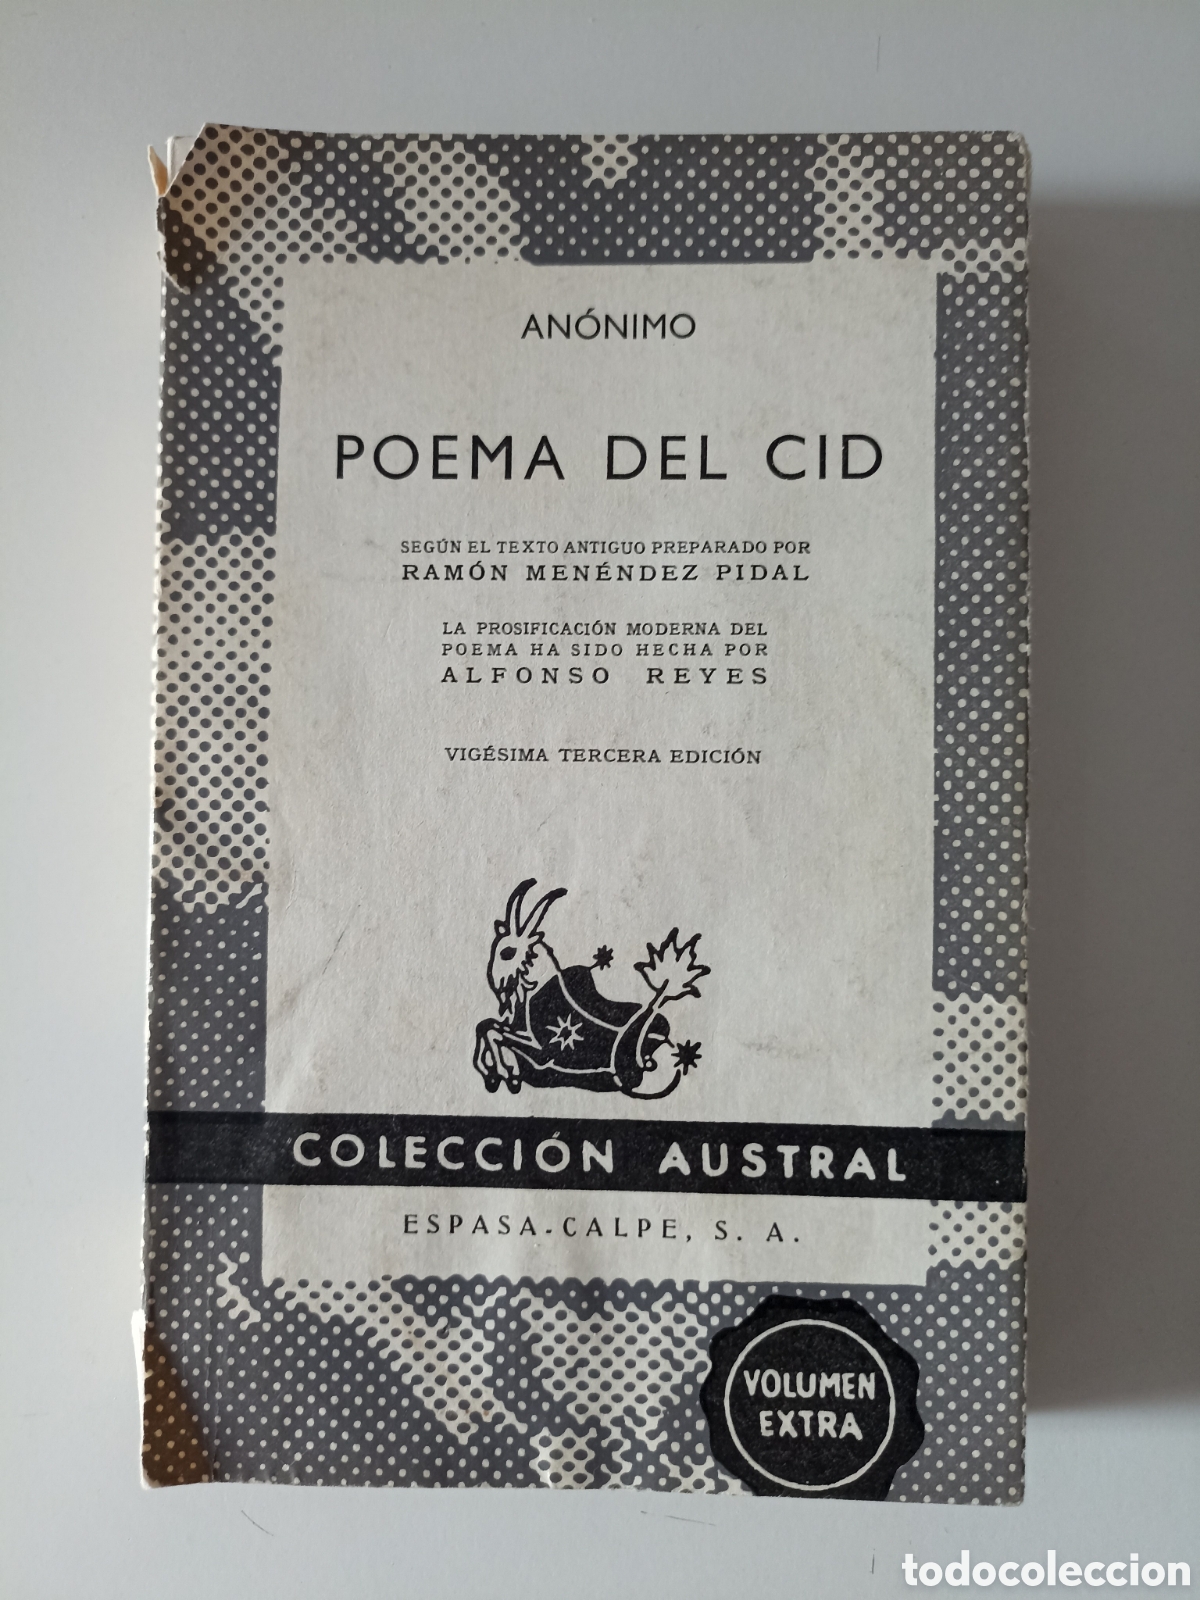 ANÓNIMO
POEMA DEL CID
SEGÚN EL TEXTO ANTIGUO PREPARADO POR
RAMÓN MENÉNDEZ PIDAL
LA PROSIFICACIÓN MODERNA DEL
POEMA HA SIDO HECHA POR
ALFONSO REYES
VIGÉSIMA TERCERA EDICIÓN
COLECCIÓN AUSTRAL
ESPASA-CALPE, S. A.
VOLUMEN
EXTRA
todocoleccion